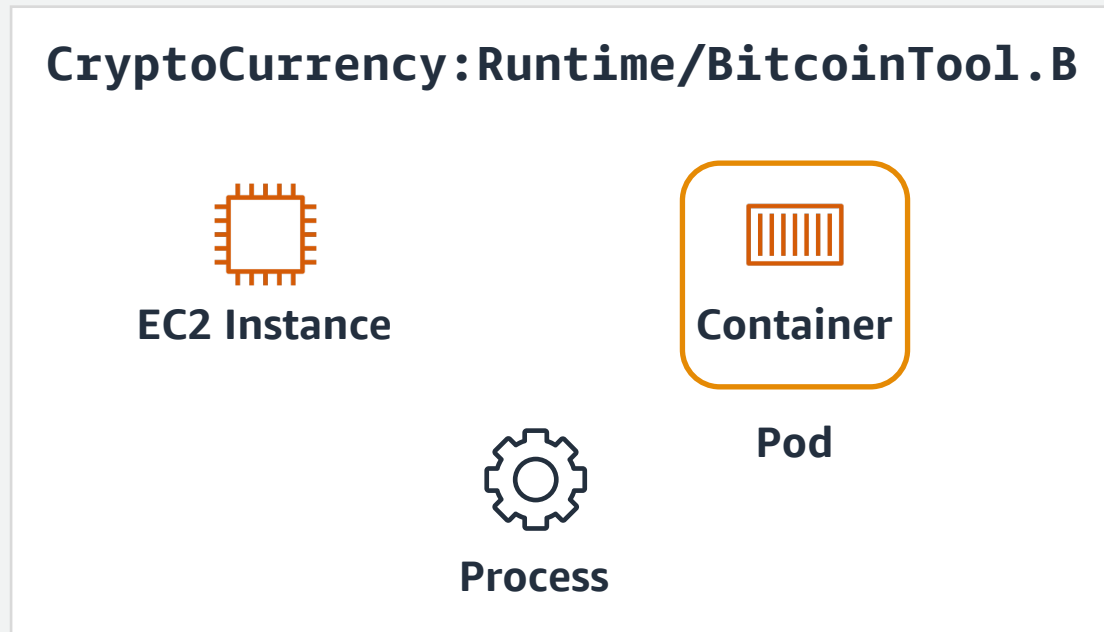 CryptoCurrency:Runtime/BitcoinTool.B
EC2 Instance
Container
Pod
Process